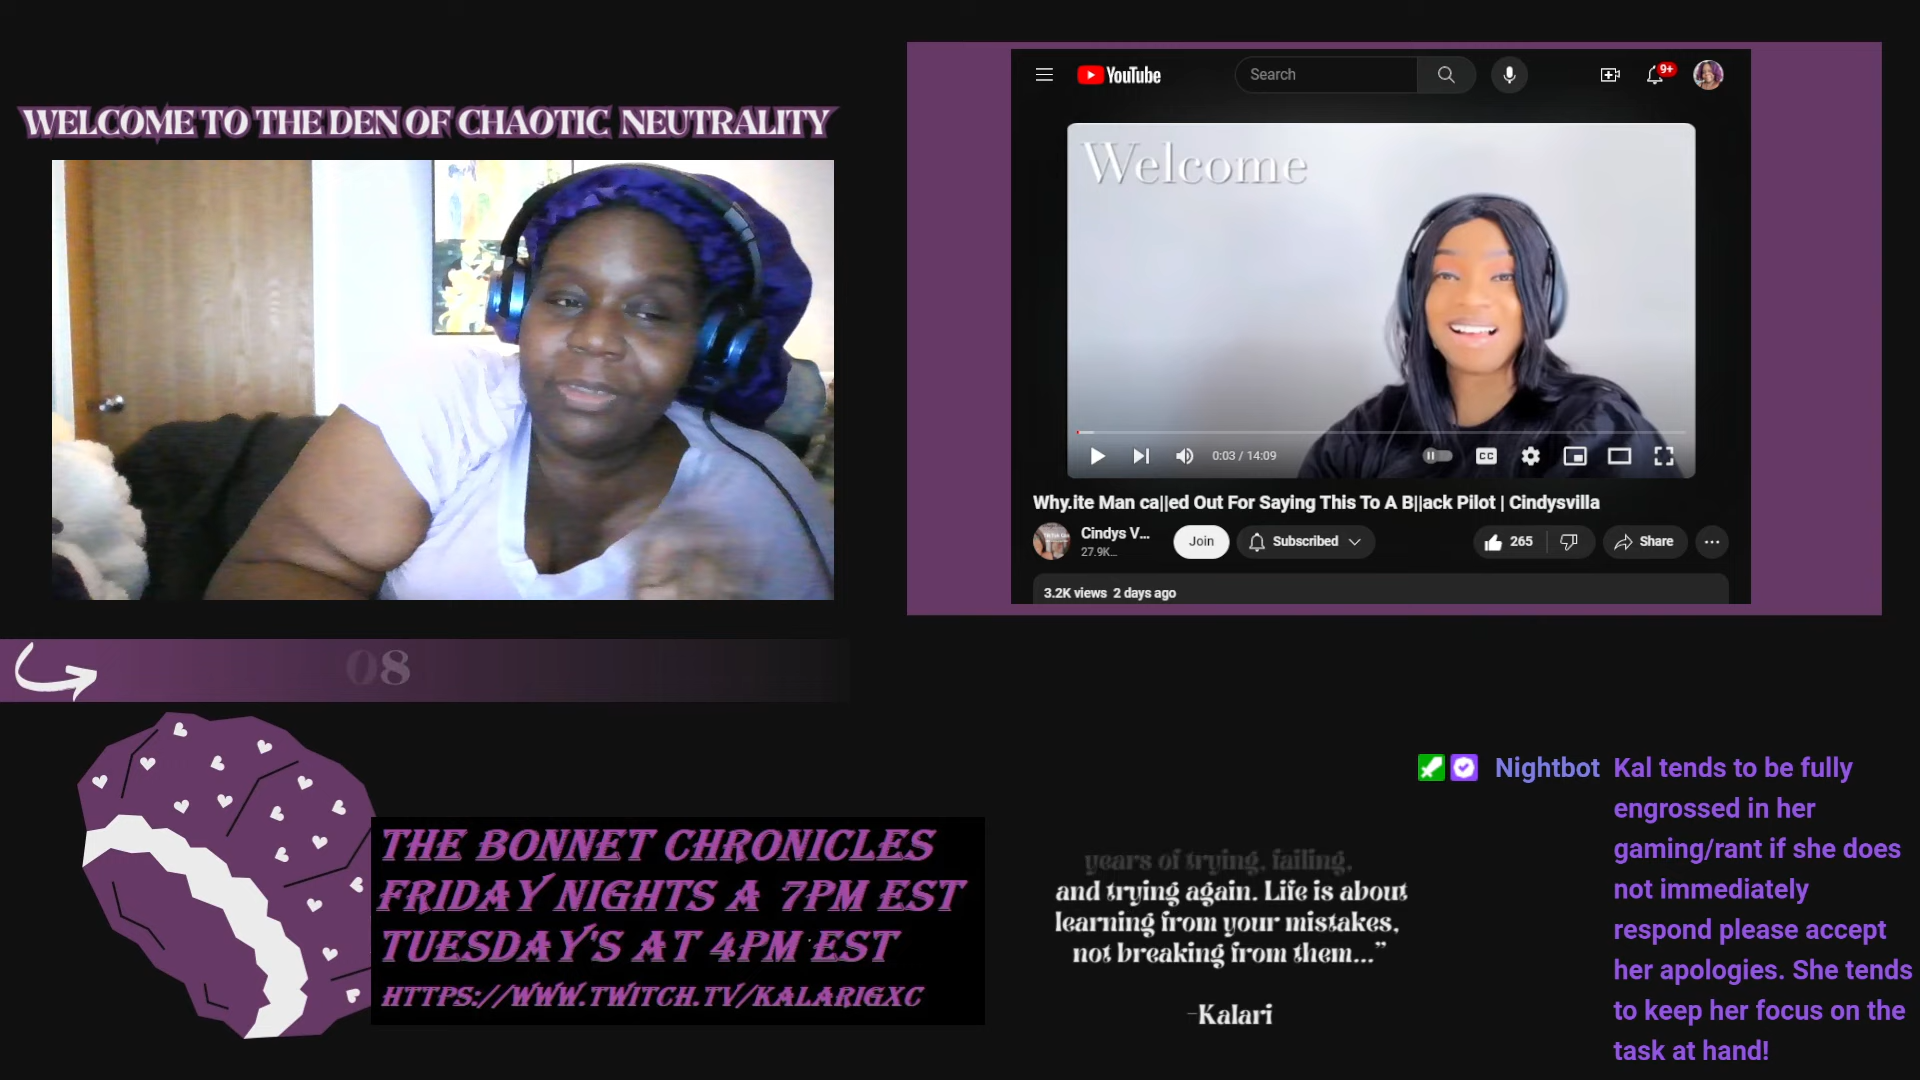 WELCOME TO THE DEN OF CHAOTIC NEUTRALITY
YouTube
Search
9+
Welcome
0:03 / 14:09
CC
Why.ite Man ca||ed Out For Saying This To A B||ack Pilot | Cindysvilla
Cindys V...
27.9K...
Join
Subscribed
265
Share
3.2K views 2 days ago
08
THE BONNET CHRONICLES
FRIDAY NIGHTS A 7PM EST
TUESDAY'S AT 4PM EST
HTTPS://WWW.TWITCH.TV/KALARIGXC
years of trying, failing,
and trying again. Life is about
learning from your mistakes,
not breaking from them..."
-Kalari
Nightbot Kal tends to be fully
engrossed in her
gaming/rant if she does
not immediately
respond please accept
her apologies. She tends
to keep her focus on the
task at hand!